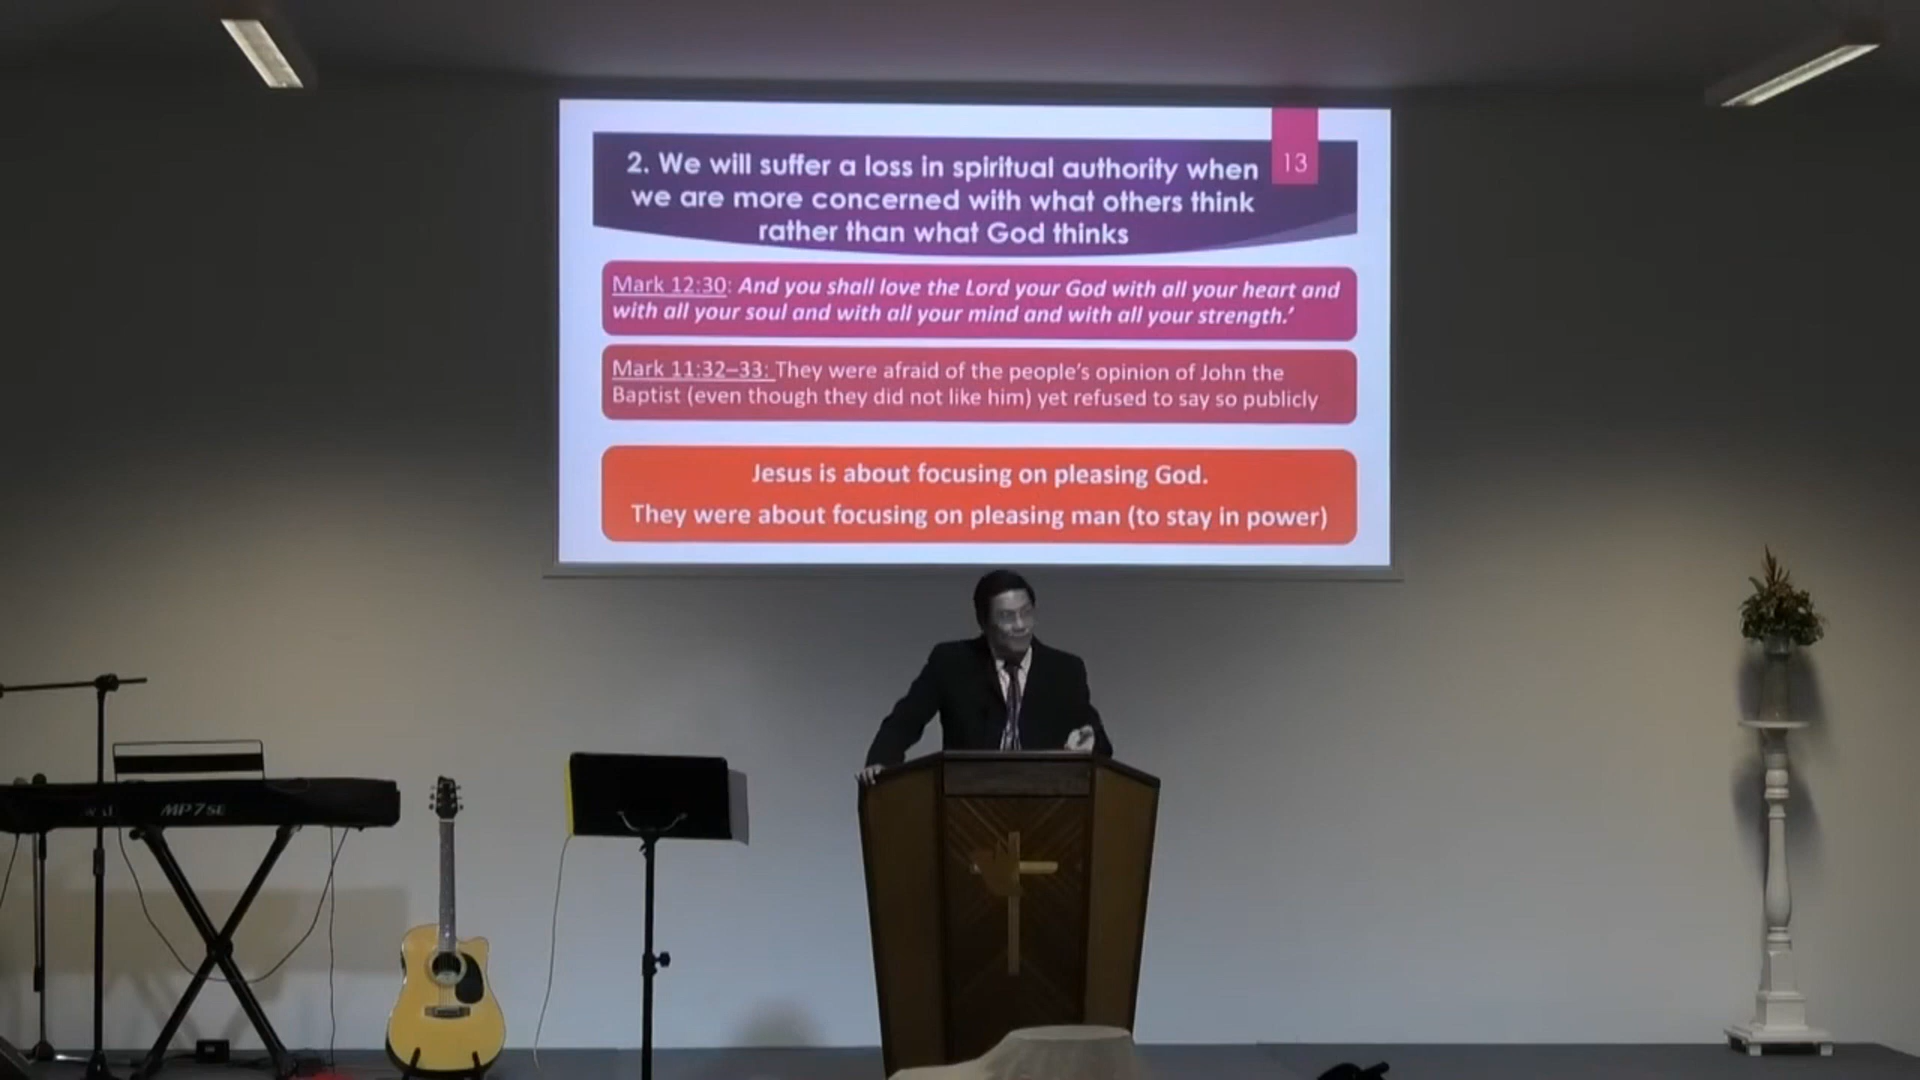 13
2. We will suffer a loss in spiritual authority when
we are more concerned with what others think
rather than what God thinks
Mark 12:30: And you shall love the Lord your God with all your heart and
with all your soul and with all your mind and with all your strength.’
Mark 11:32–33: They were afraid of the people’s opinion of John the
Baptist (even though they did not like him) yet refused to say so publicly
Jesus is about focusing on pleasing God.
They were about focusing on pleasing man (to stay in power)
MP7SE